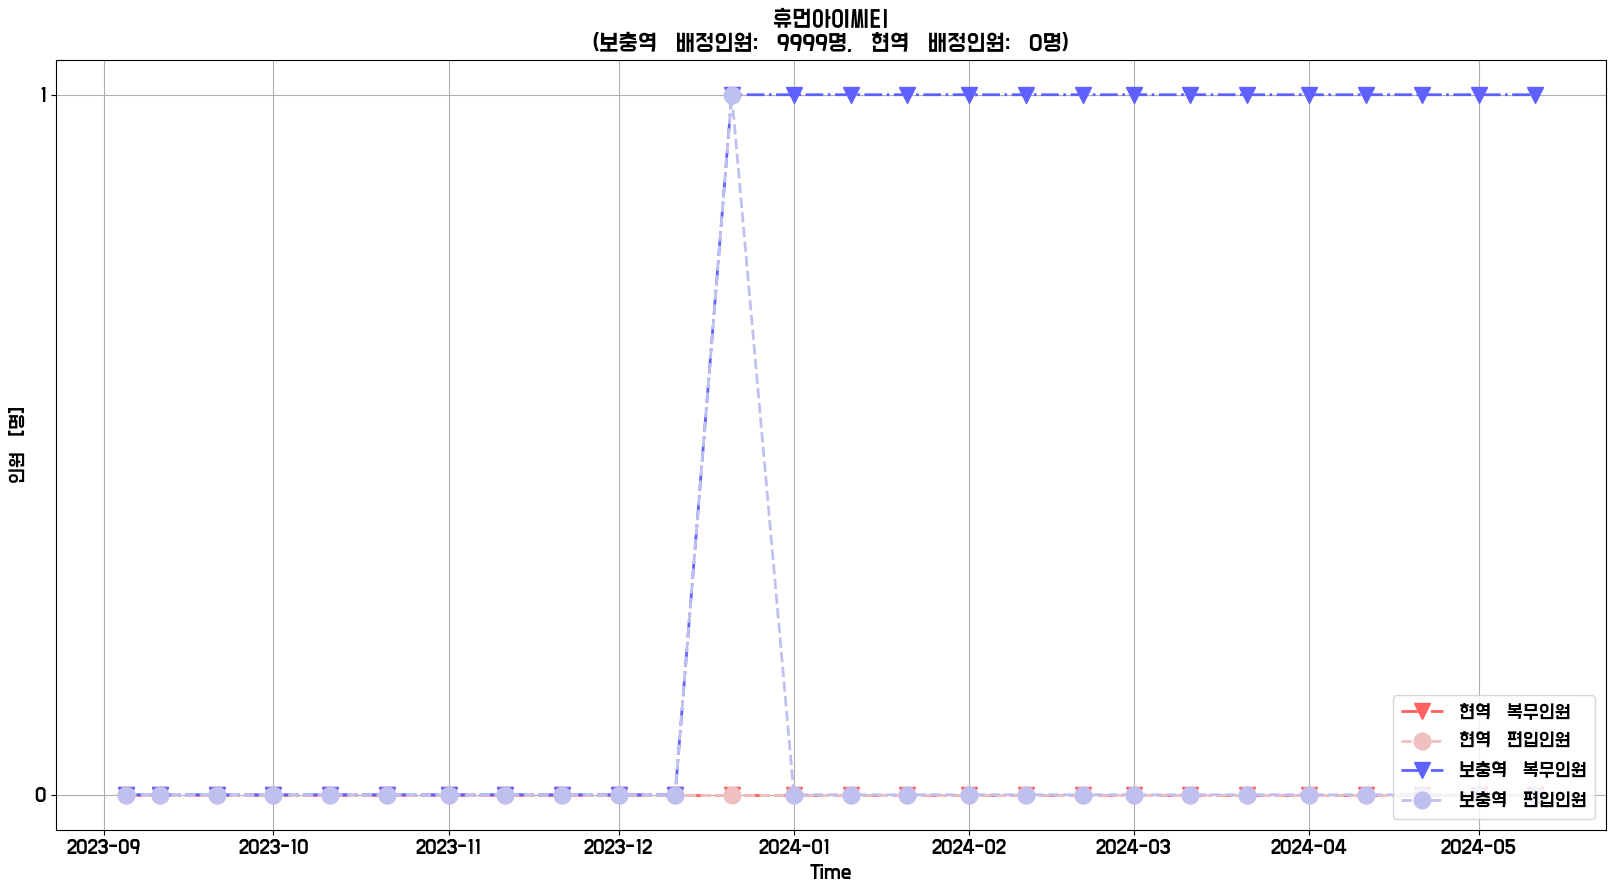 휴먼아이씨티
(보충역 배정인원: 9999명, 현역 배정인원: 0명)
1
0
인원 [명]
2023-09 2023-10 2023-11 2023-12 2024-01 2024-02 2024-03 2024-04 2024-05
Time
현역 복무인원
현역 편입인원
보충역 복무인원
보충역 편입인원